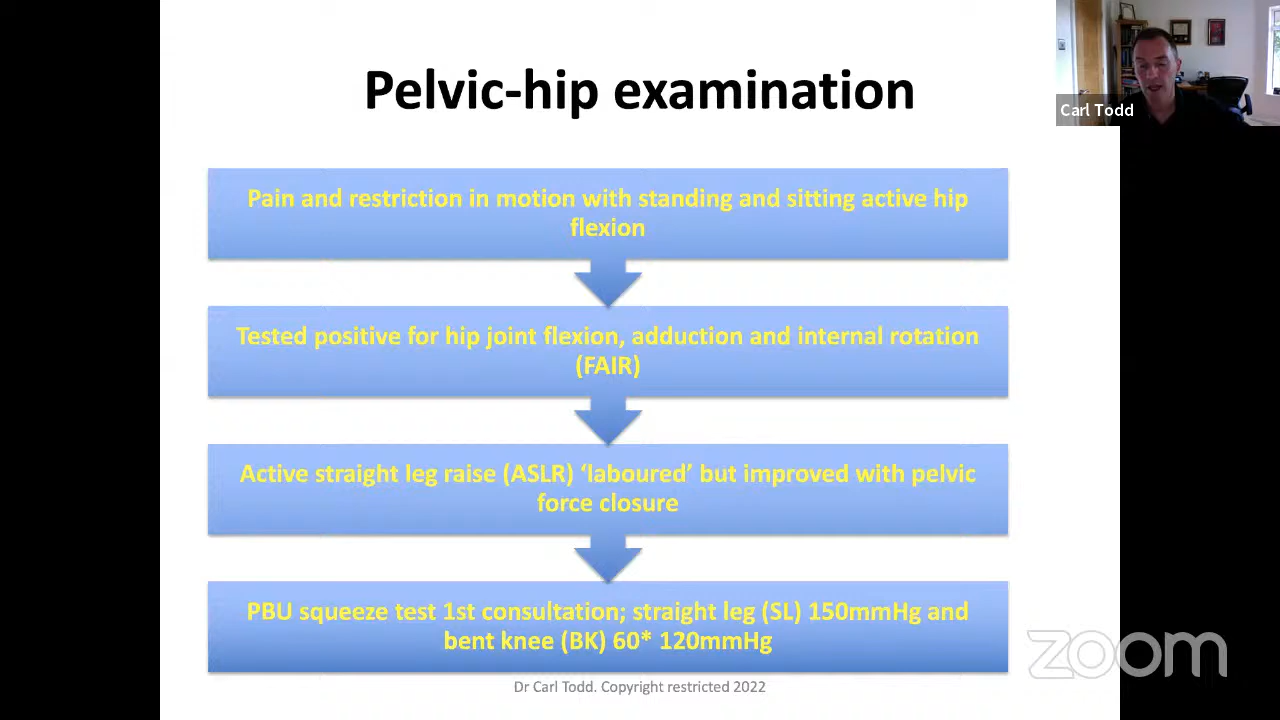 Pelvic-hip examination
Carl Todd
Pain and restriction in motion with standing and sitting active hip
flexion
Tested positive for hip joint flexion, adduction and internal rotation
(FAIR)
Active straight leg raise (ASLR) ‘laboured’ but improved with pelvic
force closure
PBU squeeze test 1st consultation; straight leg (SL) 150mmHg and
bent knee (BK) 60* 120mmHg
zoom
Dr Carl Todd. Copyright restricted 2022